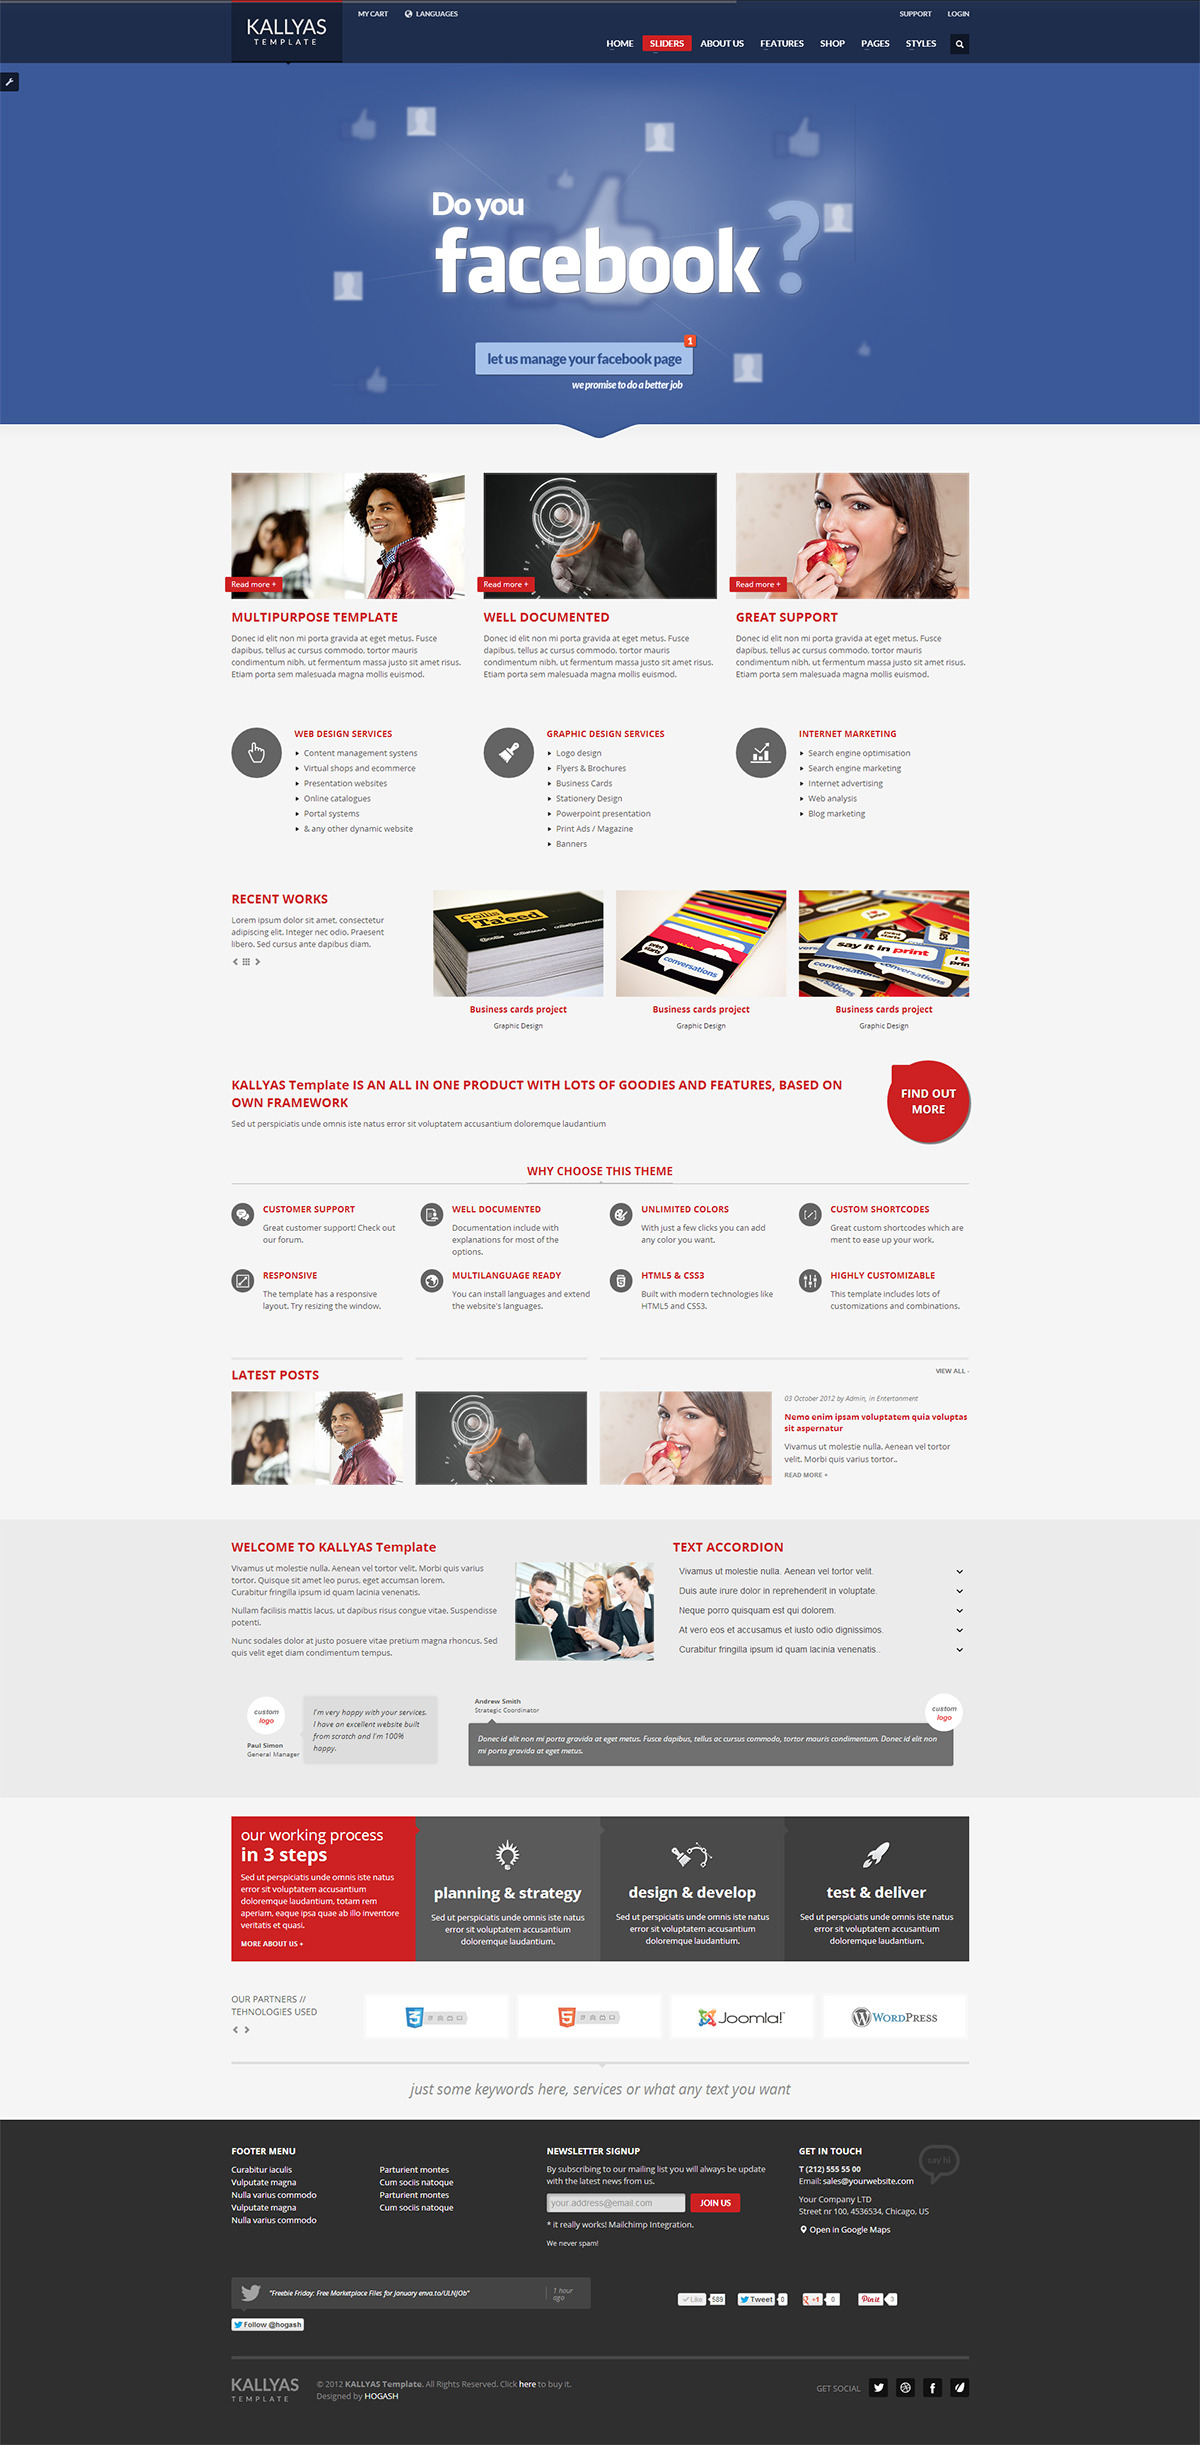 KALLYAS
TEMPLATE
MY CART
LANGUAGES
SUPPORT
LOGIN
HOME
SLIDERS
ABOUT US
FEATURES
SHOP
PAGES
STYLES
Do you
facebook?
let us manage your facebook page
1
we promise to do a better job
Read more +
MULTIPURPOSE TEMPLATE
Donec id elit non mi porta gravida at eget metus. Fusce
dapibus, tellus ac cursus commodo, tortor mauris
condimentum nibh, ut fermentum massa justo sit amet risus.
Etiam porta sem malesuada magna mollis euismod.
Read more +
WELL DOCUMENTED
Donec id elit non mi porta gravida at eget metus. Fusce
dapibus, tellus ac cursus commodo, tortor mauris
condimentum nibh, ut fermentum massa justo sit amet risus.
Etiam porta sem malesuada magna mollis euismod.
Read more +
GREAT SUPPORT
Donec id elit non mi porta gravida at eget metus. Fusce
dapibus, tellus ac cursus commodo, tortor mauris
condimentum nibh, ut fermentum massa justo sit amet risus.
Etiam porta sem malesuada magna mollis euismod.
WEB DESIGN SERVICES
Content management systens
Virtual shops and ecommerce
Presentation websites
Online catalogues
Portal systems
& any other dynamic website
GRAPHIC DESIGN SERVICES
Logo design
Flyers & Brochures
Business Cards
Stationery Design
Powerpoint presentation
Print Ads / Magazine
Banners
INTERNET MARKETING
Search engine optimisation
Search engine marketing
Internet advertising
Web analysis
Blog marketing
RECENT WORKS
Lorem ipsum dolor sit amet, consectetur
adipiscing elit. Integer nec odio. Praesent
libero. Sed cursus ante dapibus diam.
Collis
Ta'eed
Business cards project
Graphic Design
print
starts
conversations
Business cards project
Graphic Design
say it in print
conversations
Business cards project
Graphic Design
KALLYAS Template IS AN ALL IN ONE PRODUCT WITH LOTS OF GOODIES AND FEATURES, BASED ON
OWN FRAMEWORK
Sed ut perspiciatis unde omnis iste natus error sit voluptatem accusantium doloremque laudantium
FIND OUT
MORE
WHY CHOOSE THIS THEME
CUSTOMER SUPPORT
Great customer support! Check out
our forum.
WELL DOCUMENTED
Documentation include with
explanations for most of the
options.
UNLIMITED COLORS
With just a few clicks you can add
any color you want.
CUSTOM SHORTCODES
Great custom shortcodes which are
ment to ease up your work.
RESPONSIVE
The template has a responsive
layout. Try resizing the window.
MULTILANGUAGE READY
You can install languages and extend
the website's languages.
HTML5 & CSS3
Built with modern technologies like
HTML5 and CSS3.
HIGHLY CUSTOMIZABLE
This template includes lots of
customizations and combinations.
LATEST POSTS
VIEW ALL -
03 October 2012 by Admin, in Entertainment
Nemo enim ipsam voluptatem quia voluptas
sit aspernatur
Vivamus ut molestie nulla. Aenean vel tortor
velit. Morbi quis varius tortor..
READ MORE +
WELCOME TO KALLYAS Template
Vivamus ut molestie nulla. Aenean vel tortor velit. Morbi quis varius
tortor. Quisque sit amet leo purus, eget accumsan lorem.
Curabitur fringilla ipsum id quam lacinia venenatis.
Nullam facilisis mattis lacus, ut dapibus risus congue vitae. Suspendisse
potenti.
Nunc sodales dolor at justo posuere vitae pretium magna rhoncus. Sed
quis velit eget diam condimentum tempus.
TEXT ACCORDION
Vivamus ut molestie nulla. Aenean vel tortor velit.
Duis aute irure dolor in reprehenderit in voluptate.
Neque porro quisquam est qui dolorem.
At vero eos et accusamus et iusto odio dignissimos.
Curabitur fringilla ipsum id quam lacinia venenatis..
custom
logo
Paul Simon
General Manager
I'm very happy with your services.
I have an excellent website built
from scratch and I'm 100%
happy.
Andrew Smith
Strategic Coordinator
custom
logo
Donec id elit non mi porta gravida at eget metus. Fusce dapibus, tellus ac cursus commodo, tortor mauris condimentum. Donec id elit non
mi porta gravida at eget metus.
our working process
in 3 steps
Sed ut perspiciatis unde omnis iste natus
error sit voluptatem accusantium
doloremque laudantium, totam rem
aperiam, eaque ipsa quae ab illo inventore
veritatis et quasi.
MORE ABOUT US +
planning & strategy
Sed ut perspiciatis unde omnis iste natus
error sit voluptatem accusantium
doloremque laudantium.
design & develop
Sed ut perspiciatis unde omnis iste natus
error sit voluptatem accusantium
doloremque laudantium.
test & deliver
Sed ut perspiciatis unde omnis iste natus
error sit voluptatem accusantium
doloremque laudantium.
OUR PARTNERS //
TEHNOLOGIES USED
Joomla!
WORDPRESS
just some keywords here, services or what any text you want
FOOTER MENU
Curabitur iaculis
Vulputate magna
Nulla varius commodo
Vulputate magna
Nulla varius commodo
Parturient montes
Cum sociis natoque
Parturient montes
Cum sociis natoque
NEWSLETTER SIGNUP
By subscribing to our mailing list you will always be update
with the latest news from us.
your.address@email.com
JOIN US
* it really works! Mailchimp Integration.
We never spam!
GET IN TOUCH
say hi
T (212) 555 55 00
Email: sales@yourwebsite.com
Your Company LTD
Street nr 100, 4536534, Chicago, US
Open in Google Maps
"Freebie Friday: Free Marketplace Files for January enva.to/ULNJOb"
1 hour
ago
Follow @hogash
Like 589
Tweet 0
+1 0
Pin it 3
KALLYAS
TEMPLATE
© 2012 KALLYAS Template. All Rights Reserved. Click here to buy it.
Designed by HOGASH
GET SOCIAL